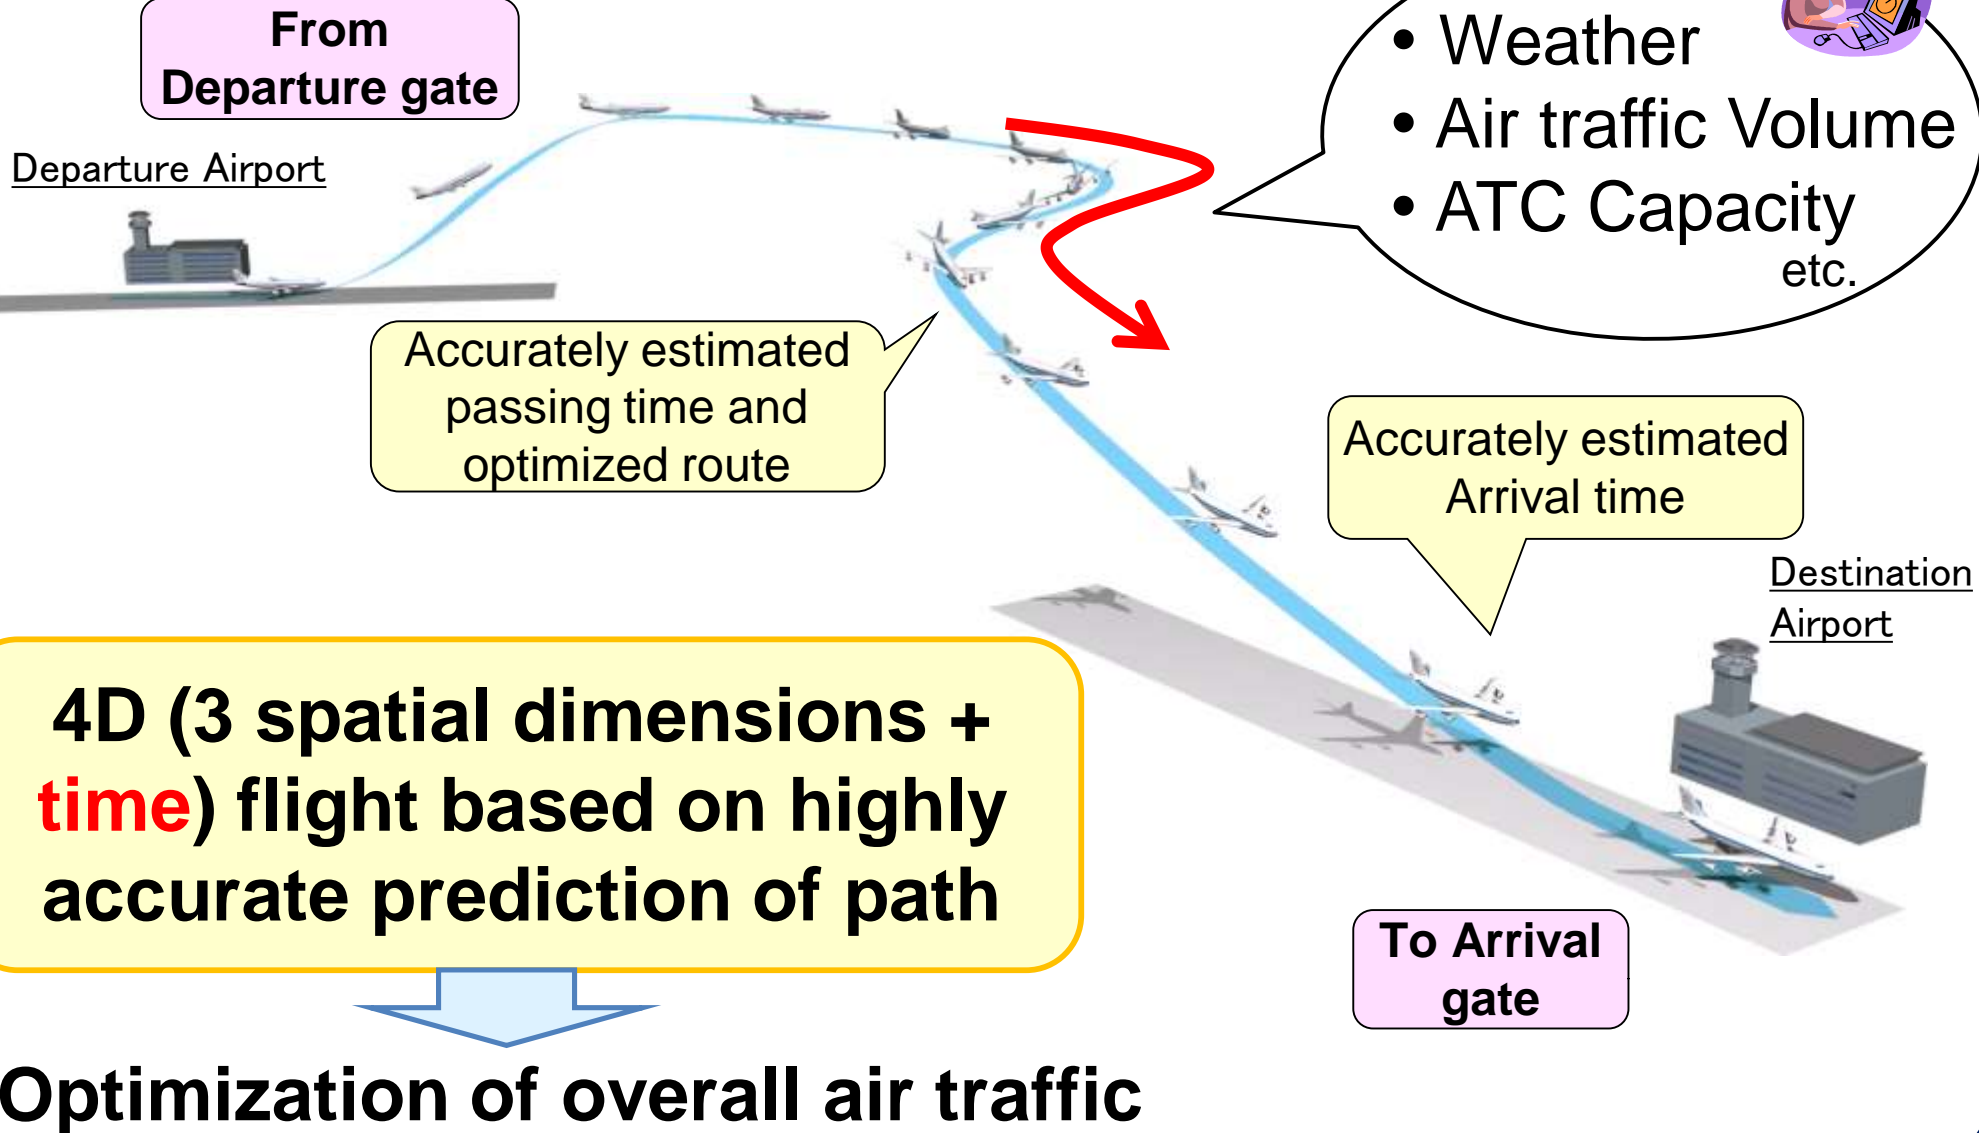 From
Departure gate
Departure Airport
• Weather
• Air traffic Volume
• ATC Capacity
etc.
Accurately estimated
passing time and
optimized route
Accurately estimated
Arrival time
Destination
Airport
4D (3 spatial dimensions +
time) flight based on highly
accurate prediction of path
To Arrival
gate
Optimization of overall air traffic